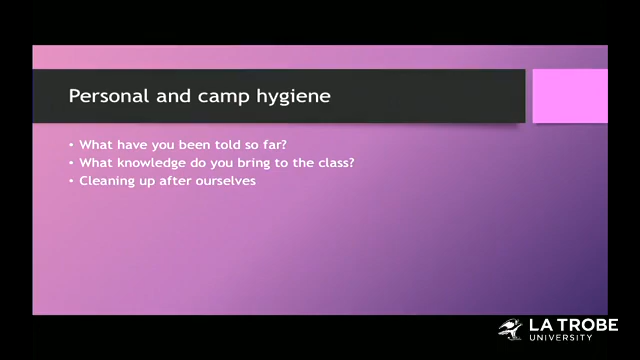 Personal and camp hygiene
• What have you been told so far?
• What knowledge do you bring to the class?
• Cleaning up after ourselves
LA TROBE
UNIVERSITY